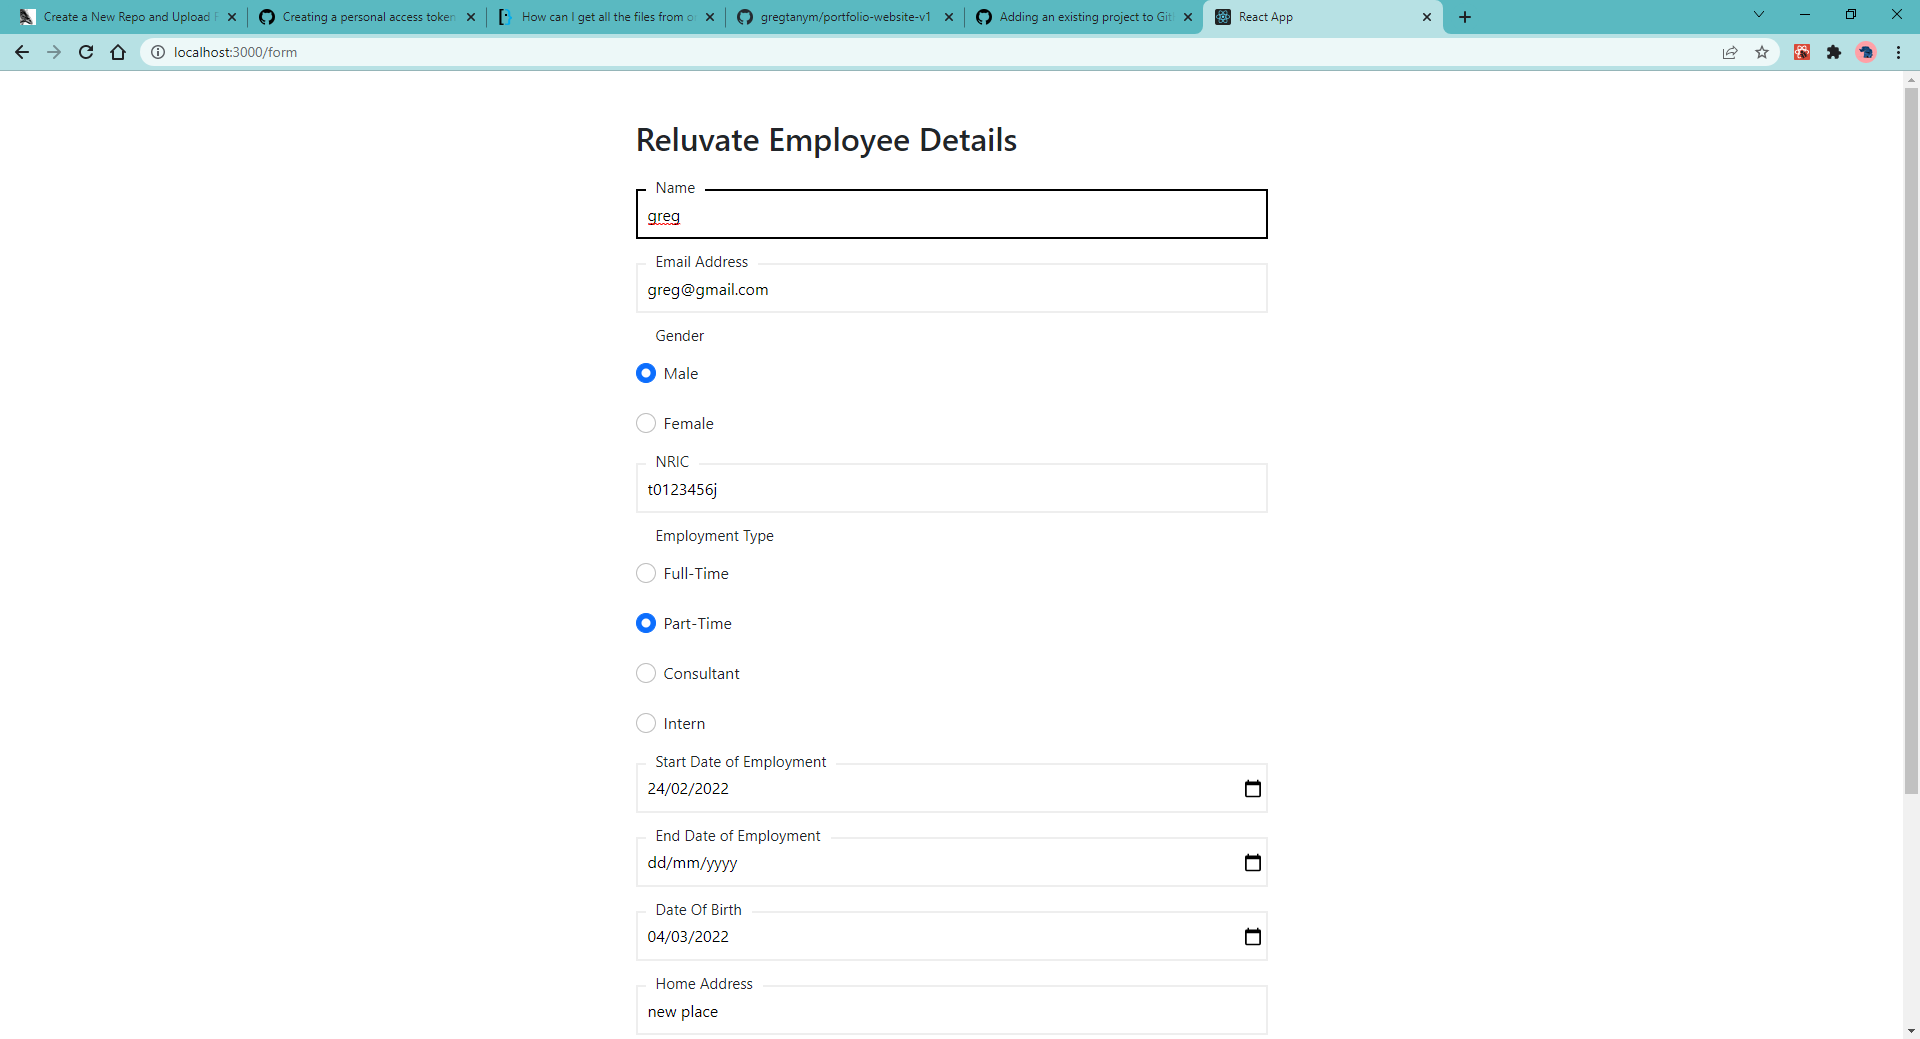 Create a New Repo and Upload F
Creating a personal access token
How can I get all the files from o
gregtanym/portfolio-website-v1
Adding an existing project to Git
React App
localhost:3000/form
Reluvate Employee Details
Name
greg
Email Address
greg@gmail.com
Gender
Male
Female
NRIC
t0123456j
Employment Type
Full-Time
Part-Time
Consultant
Intern
Start Date of Employment
24/02/2022
End Date of Employment
dd/mm/yyyy
Date Of Birth
04/03/2022
Home Address
new place